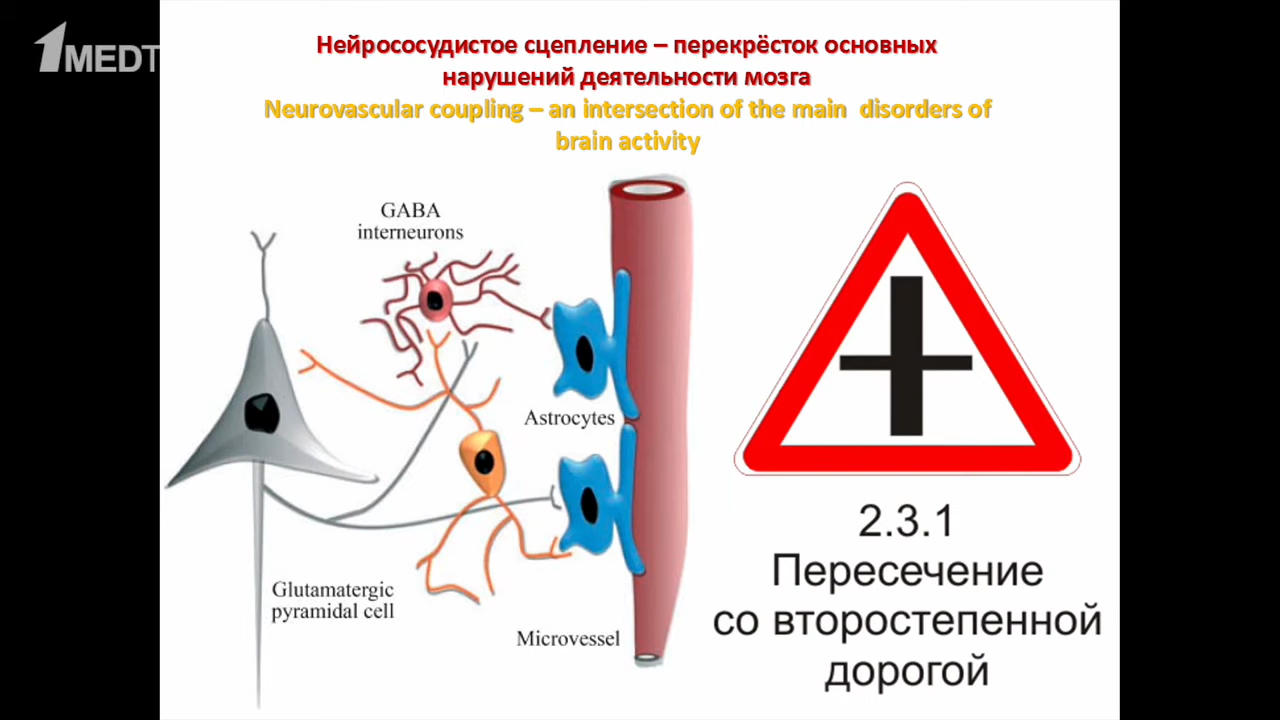 1MEDT
Нейрососудистое сцепление – перекрёсток основных
нарушений деятельности мозга
Neurovascular coupling – an intersection of the main disorders of
brain activity
GABA
interneurons
Astrocytes
Glutamatergic
pyramidal cell
Microvessel
2.3.1
Пересечение
со второстепенной
дорогой